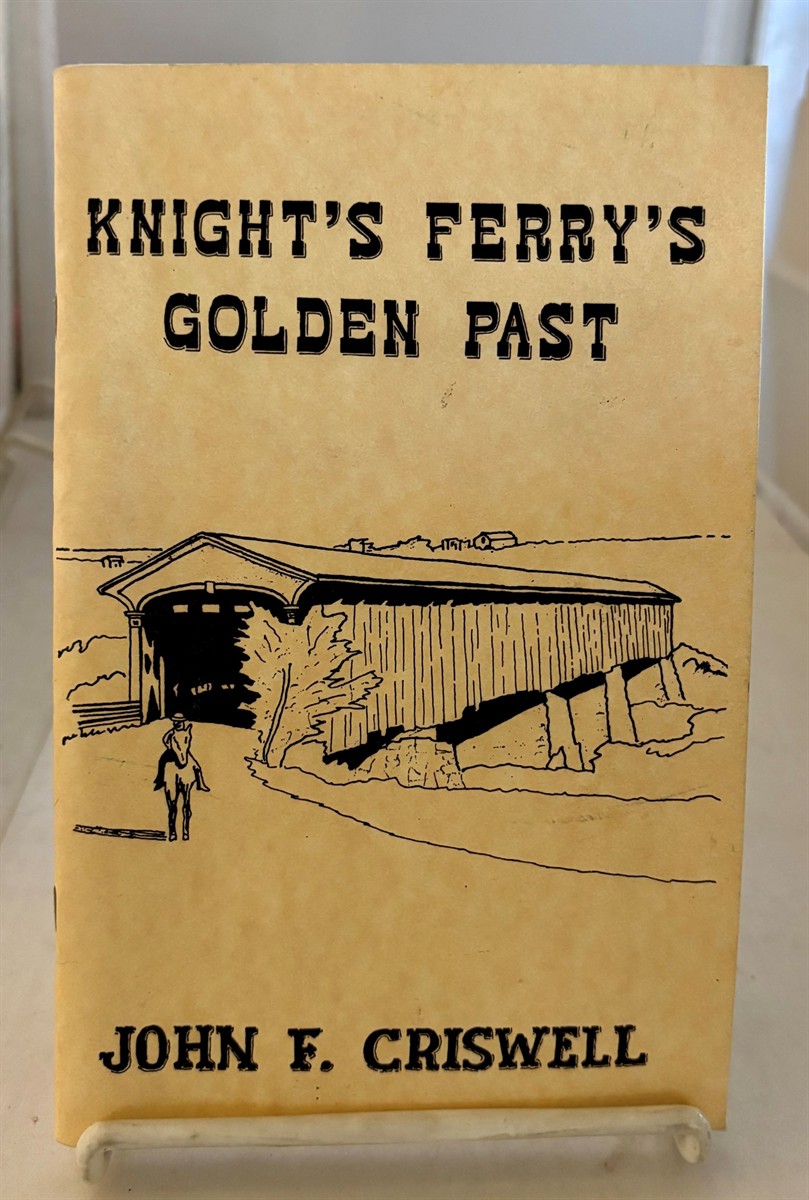 KNIGHT'S FERRY'S
GOLDEN PAST
JOHN F. CRISWELL